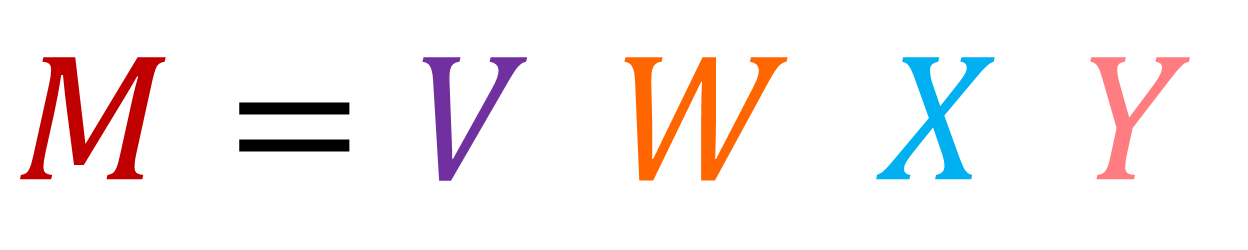 M = V W X Y